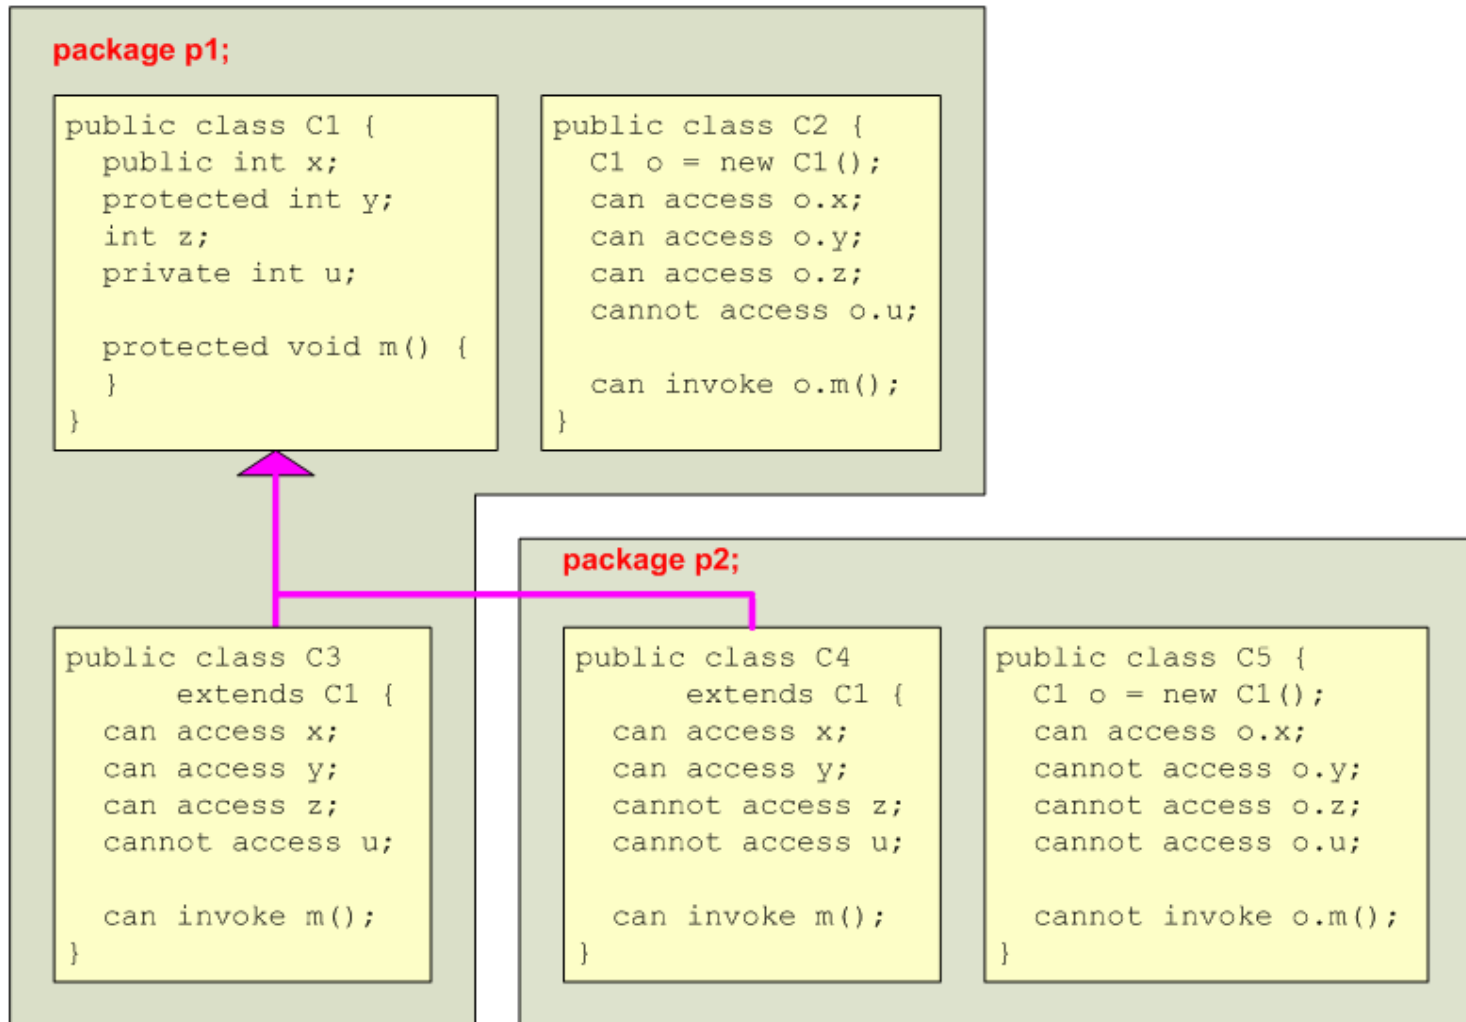 package p1;
public class C1 {
public int x;
protected int y;
int z;
private int u;
protected void m() {
}
}
public class C2 {
C1 o = new C1();
can access o.x;
can access o.y;
can access o.z;
cannot access o.u;
can invoke o.m();
}
public class C3
extends C1 {
can access x;
can access y;
can access z;
cannot access u;
can invoke m();
}
package p2;
public class C4
extends C1 {
can access x;
can access y;
cannot access z;
cannot access u;
can invoke m();
}
public class C5 {
C1 o = new C1();
can access o.x;
cannot access o.y;
cannot access o.z;
cannot access o.u;
cannot invoke o.m();
}